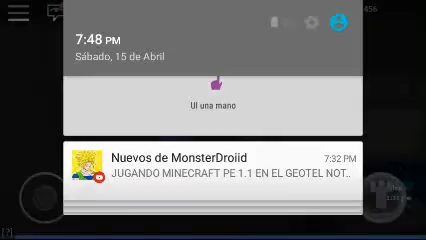 456
7:48 PM
Sábado, 15 de Abril
UI una mano
Nuevos de MonsterDroiid
7:32 PM
JUGANDO MINECRAFT PE 1.1 EN EL GEOTEL NOT..
[?]